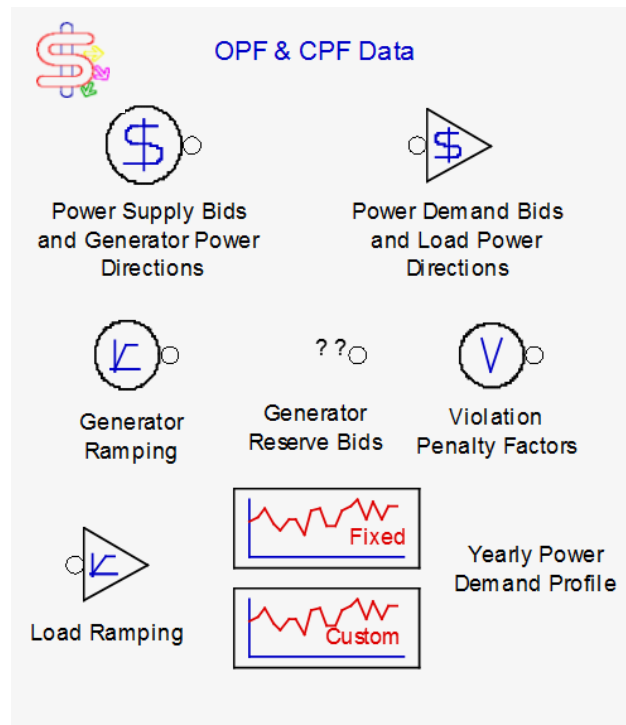 OPF & CPF Data
$
$
Power Supply Bids
and Generator Power
Directions
Power Demand Bids
and Load Power
Directions
? ?
V
Generator
Ramping
Generator
Reserve Bids
Violation
Penalty Factors
Fixed
Custom
Yearly Power
Demand Profile
Load Ramping